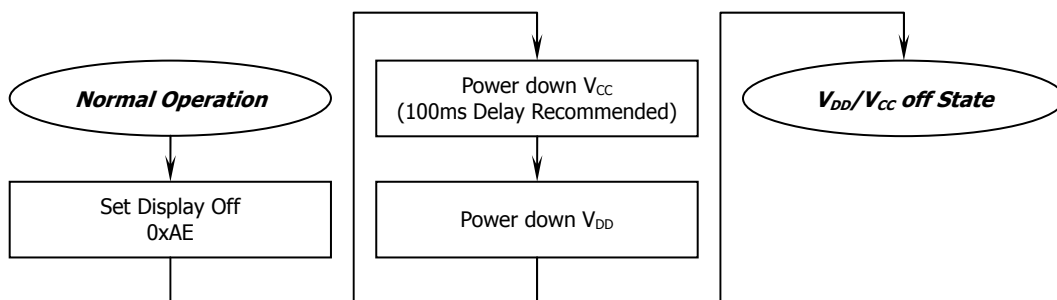 Normal Operation
Set Display Off
0xAE
Power down VCC
(100ms Delay Recommended)
Power down VDD
VDD/VCC off State